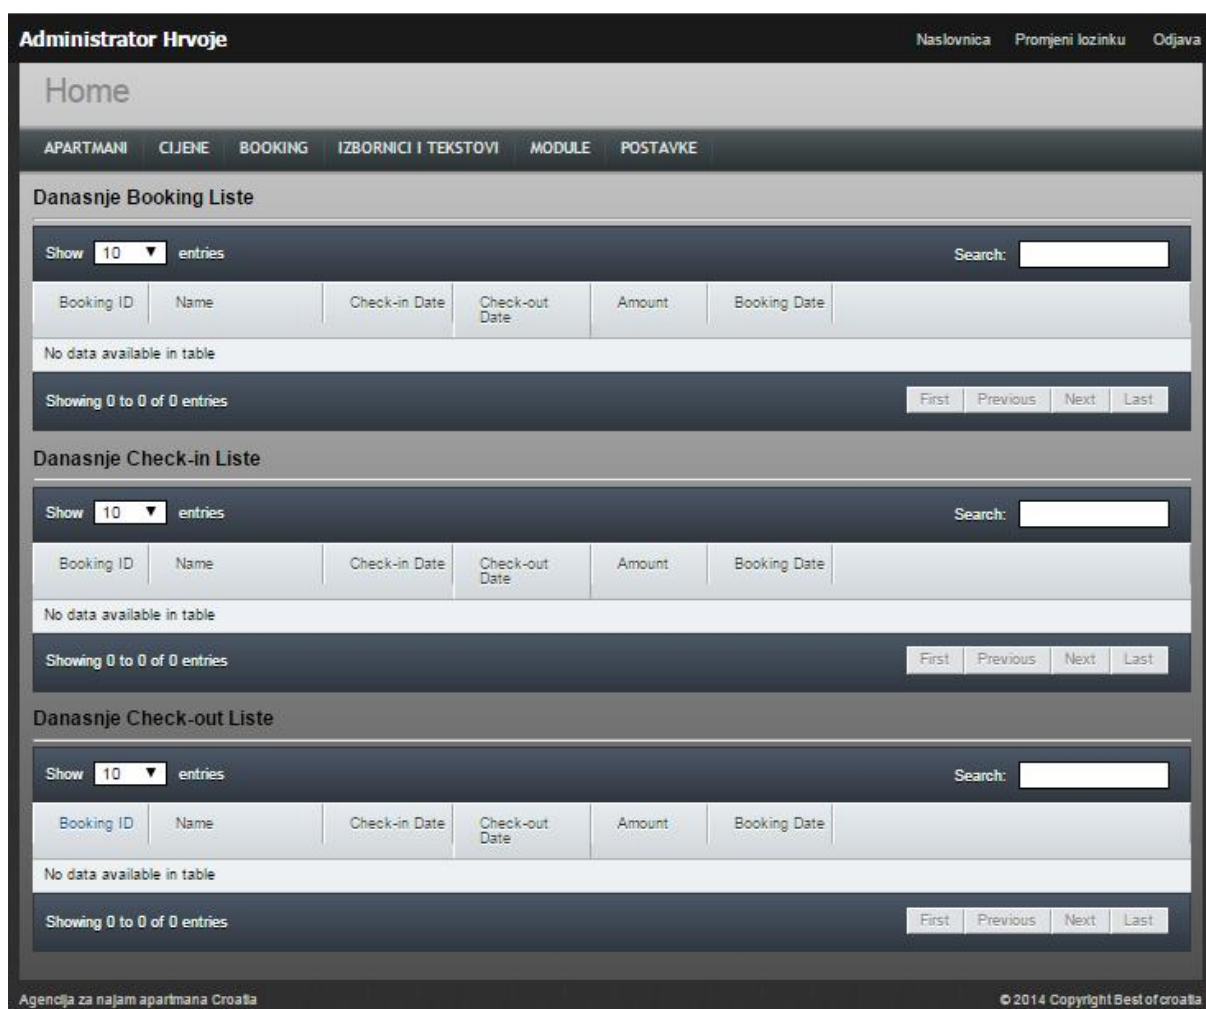 Administrator Hrvoje Naslovnica Promjeni lozinku Odjava
Home
APARTMANI CIJENE BOOKING IZBORNICI I TEKSTOVI MODULE POSTAVKE
Danasnje Booking Liste
Show 10 entries Search:
Booking ID Name Check-in Date Check-out Amount Booking Date
Date
No data available in table
Showing 0 to 0 of 0 entries First Previous Next Last
Danasnje Check-in Liste
Show 10 entries Search:
Booking ID Name Check-in Date Check-out Amount Booking Date
Date
No data available in table
Showing 0 to 0 of 0 entries First Previous Next Last
Danasnje Check-out Liste
Show 10 entries Search:
Booking ID Name Check-in Date Check-out Amount Booking Date
Date
No data available in table
Showing 0 to 0 of 0 entries First Previous Next Last
Agencija za najam apartmana Croatia © 2014 Copyright Best of croatia